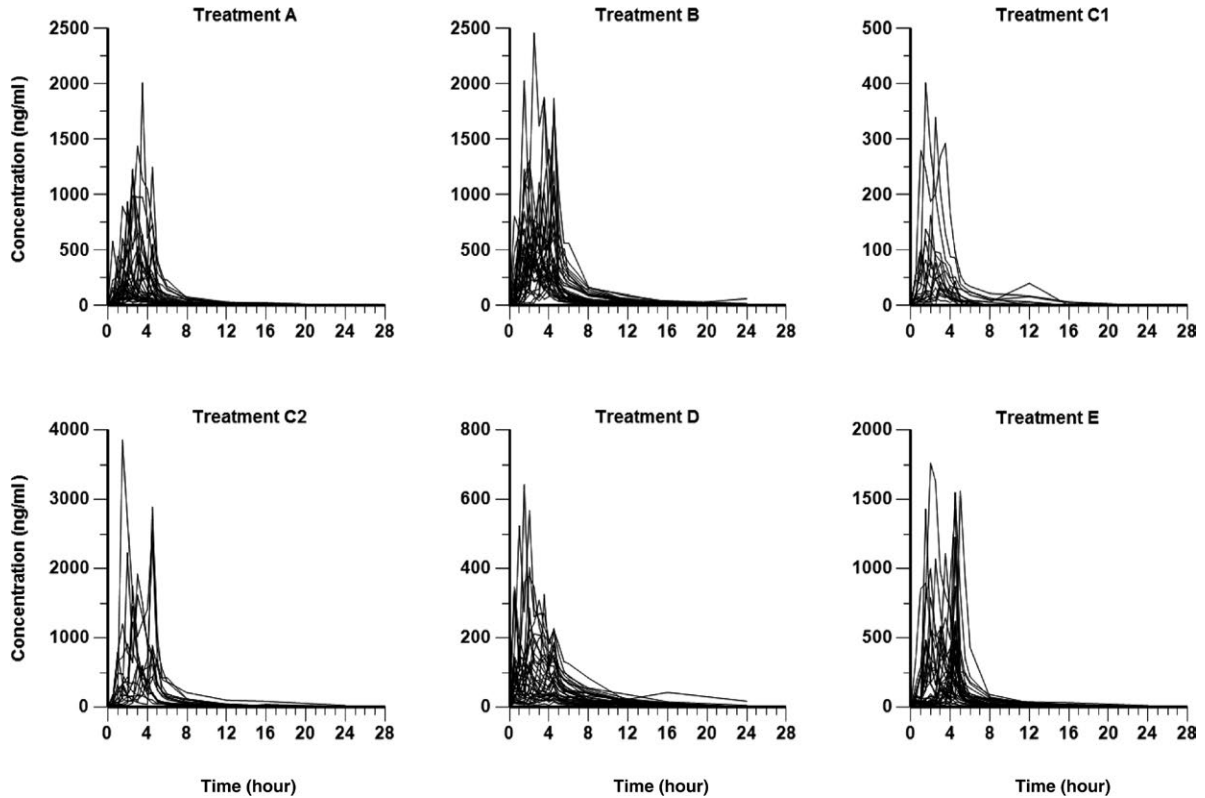 Treatment A
Treatment B
Treatment C1
Concentration (ng/ml)
2500
2000
1500
1000
500
0
0 4 8 12 16 20 24 28
2500
2000
1500
1000
500
0
0 4 8 12 16 20 24 28
500
400
300
200
100
0
0 4 8 12 16 20 24 28
Treatment C2
Treatment D
Treatment E
Concentration (ng/ml)
4000
3000
2000
1000
0
0 4 8 12 16 20 24 28
800
600
400
200
0
0 4 8 12 16 20 24 28
2000
1500
1000
500
0
0 4 8 12 16 20 24 28
Time (hour)
Time (hour)
Time (hour)